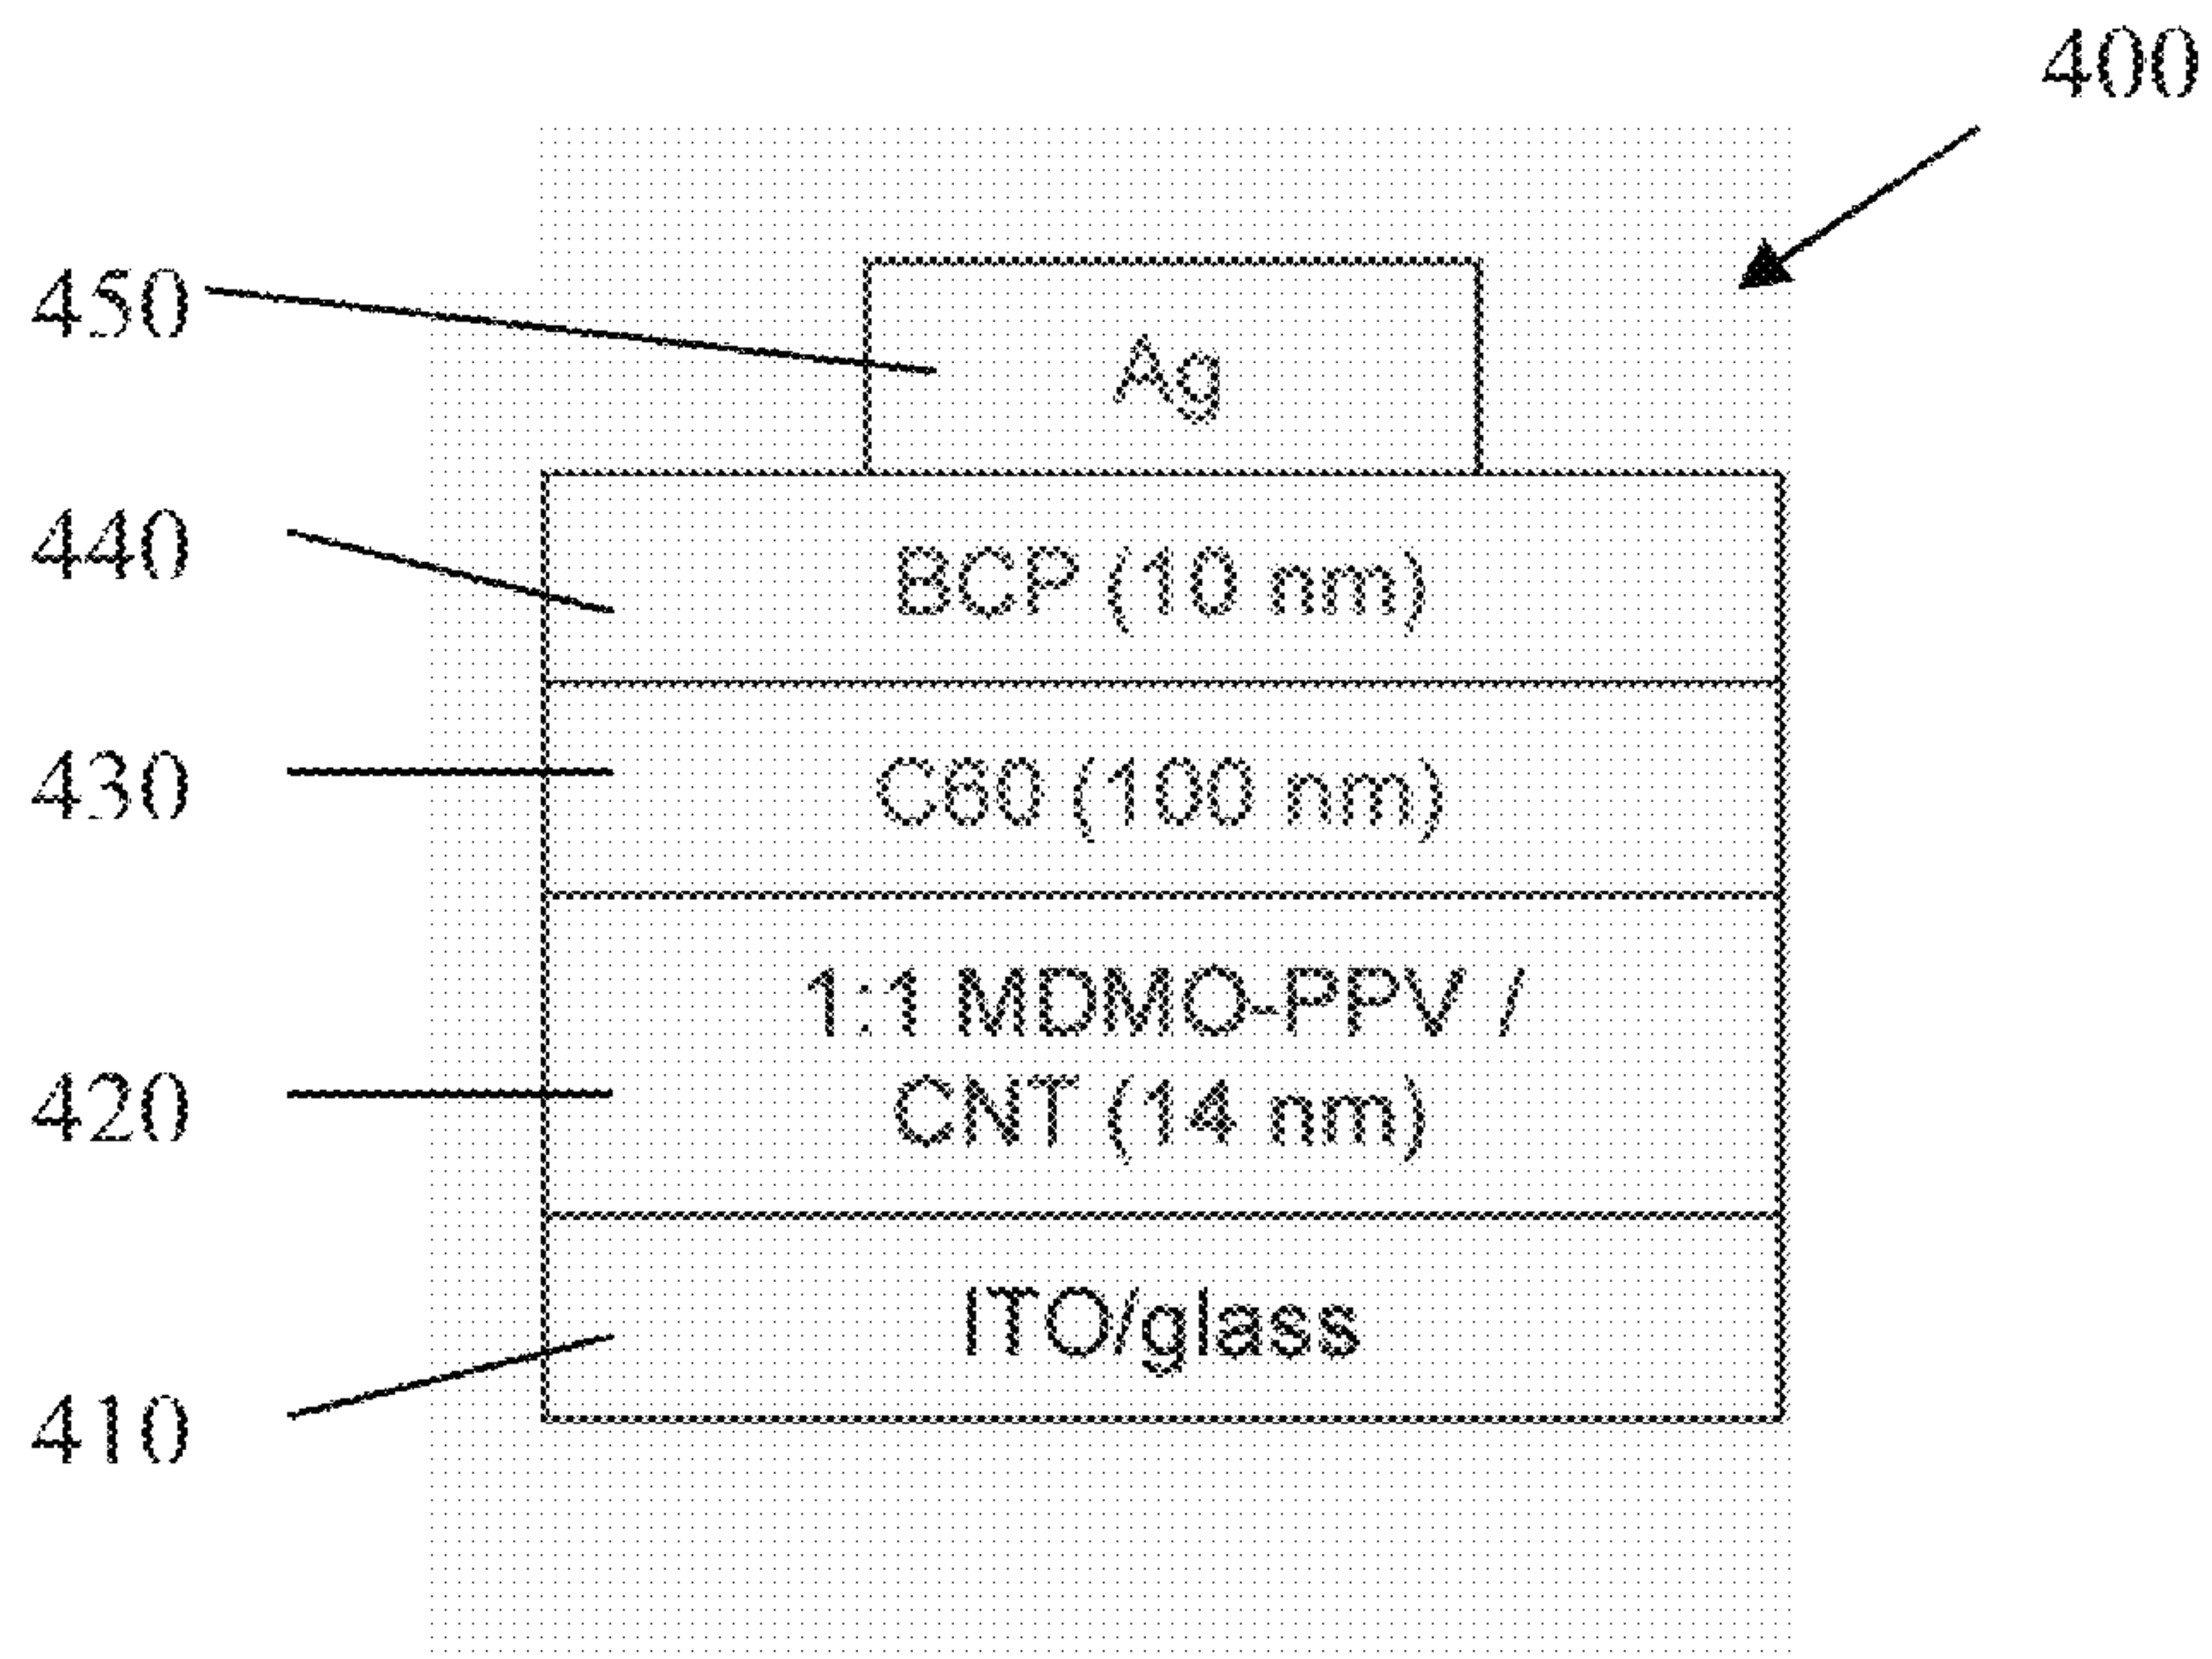 400
450
Ag
440
BCP (10 nm)
430
C60 (100 nm)
1:1 MDMO-PPV /
420
CNT (14 nm)
ITO/glass
410